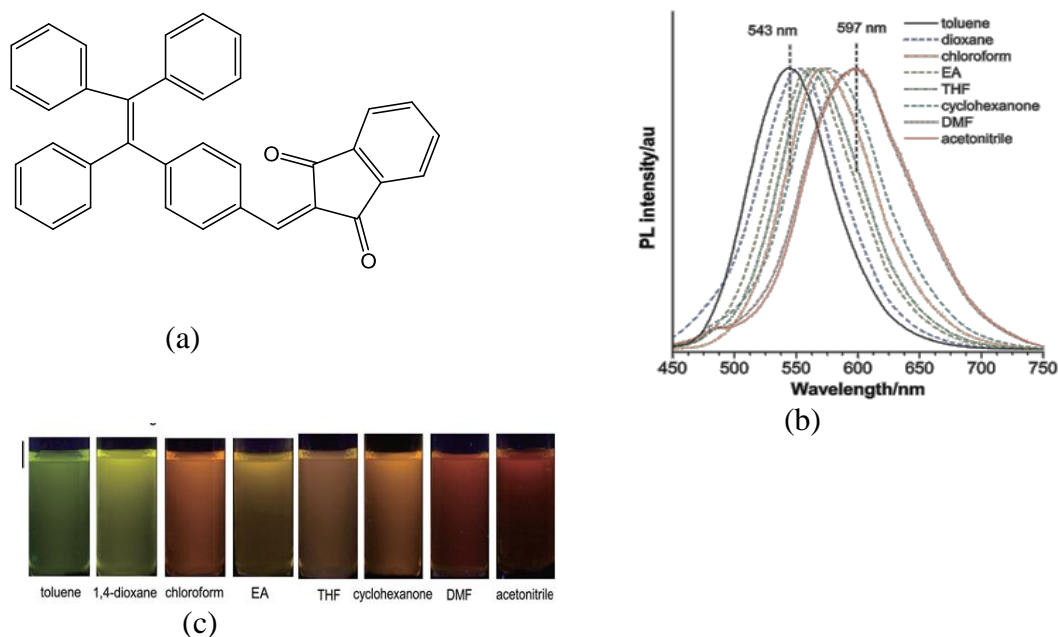 O
O
(a)
543 nm
597 nm
toluene
dioxane
chloroform
EA
THF
cyclohexanone
DMF
acetonitrile
PL intensity/au
450 500 550 600 650 700 750
Wavelength/nm
(b)
toluene 1,4-dioxane chloroform EA THF cyclohexanone DMF acetonitrile
(c)